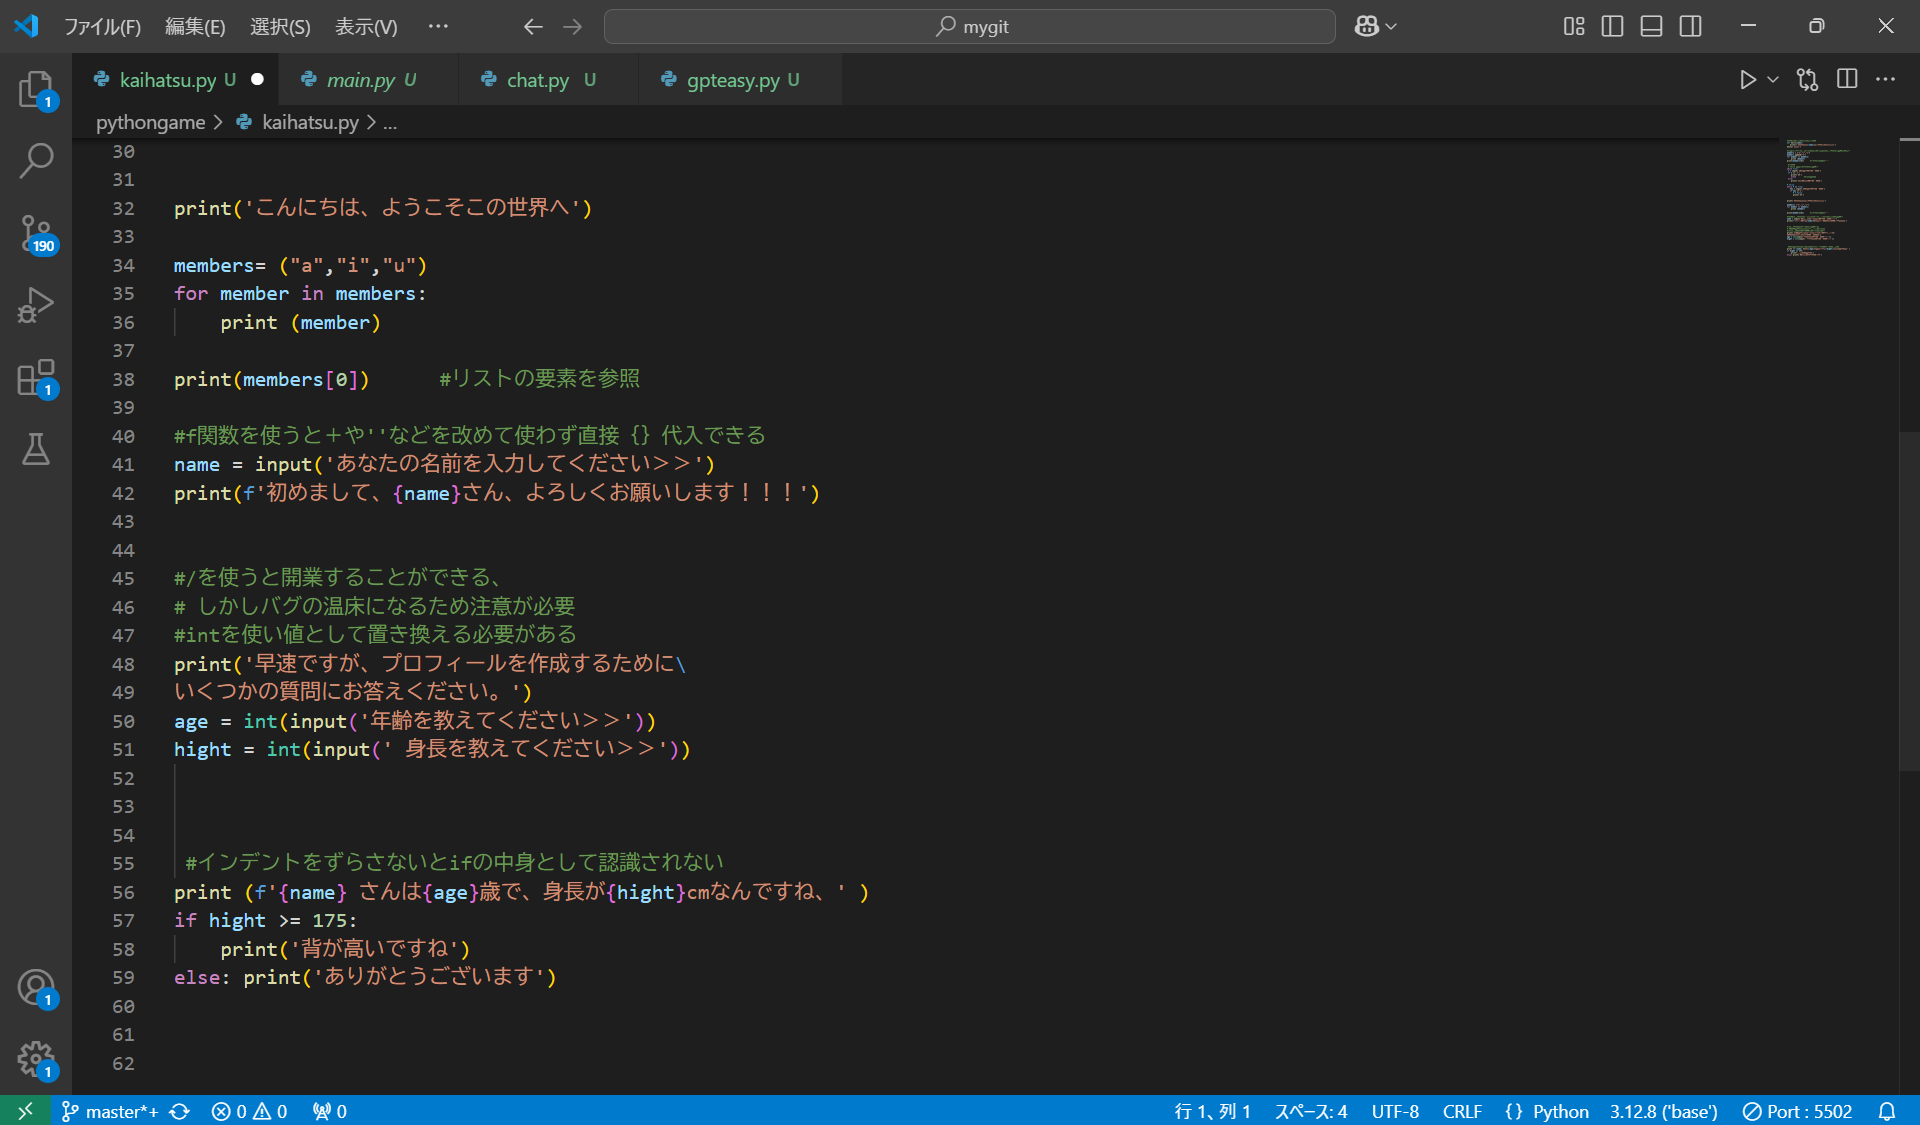 ファイル(F) 編集(E) 選択(S) 表示(V) ··· mygit
kaihatsu.py U main.py U chat.py U gpteasy.py U
pythongame > kaihatsu.py > ...
30
31
32 print('こんにちは、ようこそこの世界へ')
33
34 members= ("a","i","u")
35 for member in members:
36     print (member)
37
38 print(members[0])      #リストの要素を参照
39
40 #f関数を使うと＋や''などを改めて使わず直接｛｝代入できる
41 name = input('あなたの名前を入力してください＞＞')
42 print(f'初めまして、{name}さん、よろしくお願いします！！！')
43
44
45 #/を使うと開業することができる、
46 # しかしバグの温床になるため注意が必要
47 #intを使い値として置き換える必要がある
48 print('早速ですが、プロフィールを作成するために\
49 いくつかの質問にお答えください。')
50 age = int(input('年齢を教えてください＞＞'))
51 hight = int(input(' 身長を教えてください＞＞'))
52
53
54
55  #インデントをずらさないとifの中身として認識されない
56 print (f'{name} さんは{age}歳で、身長が{hight}cmなんですね、' )
57 if hight >= 175:
58     print('背が高いですね')
59 else: print('ありがとうございます')
60
61
62
1
190
1
1
1
master*+ 0 0 0 行 1、列 1 スペース: 4 UTF-8 CRLF {} Python 3.12.8 ('base') Port : 5502